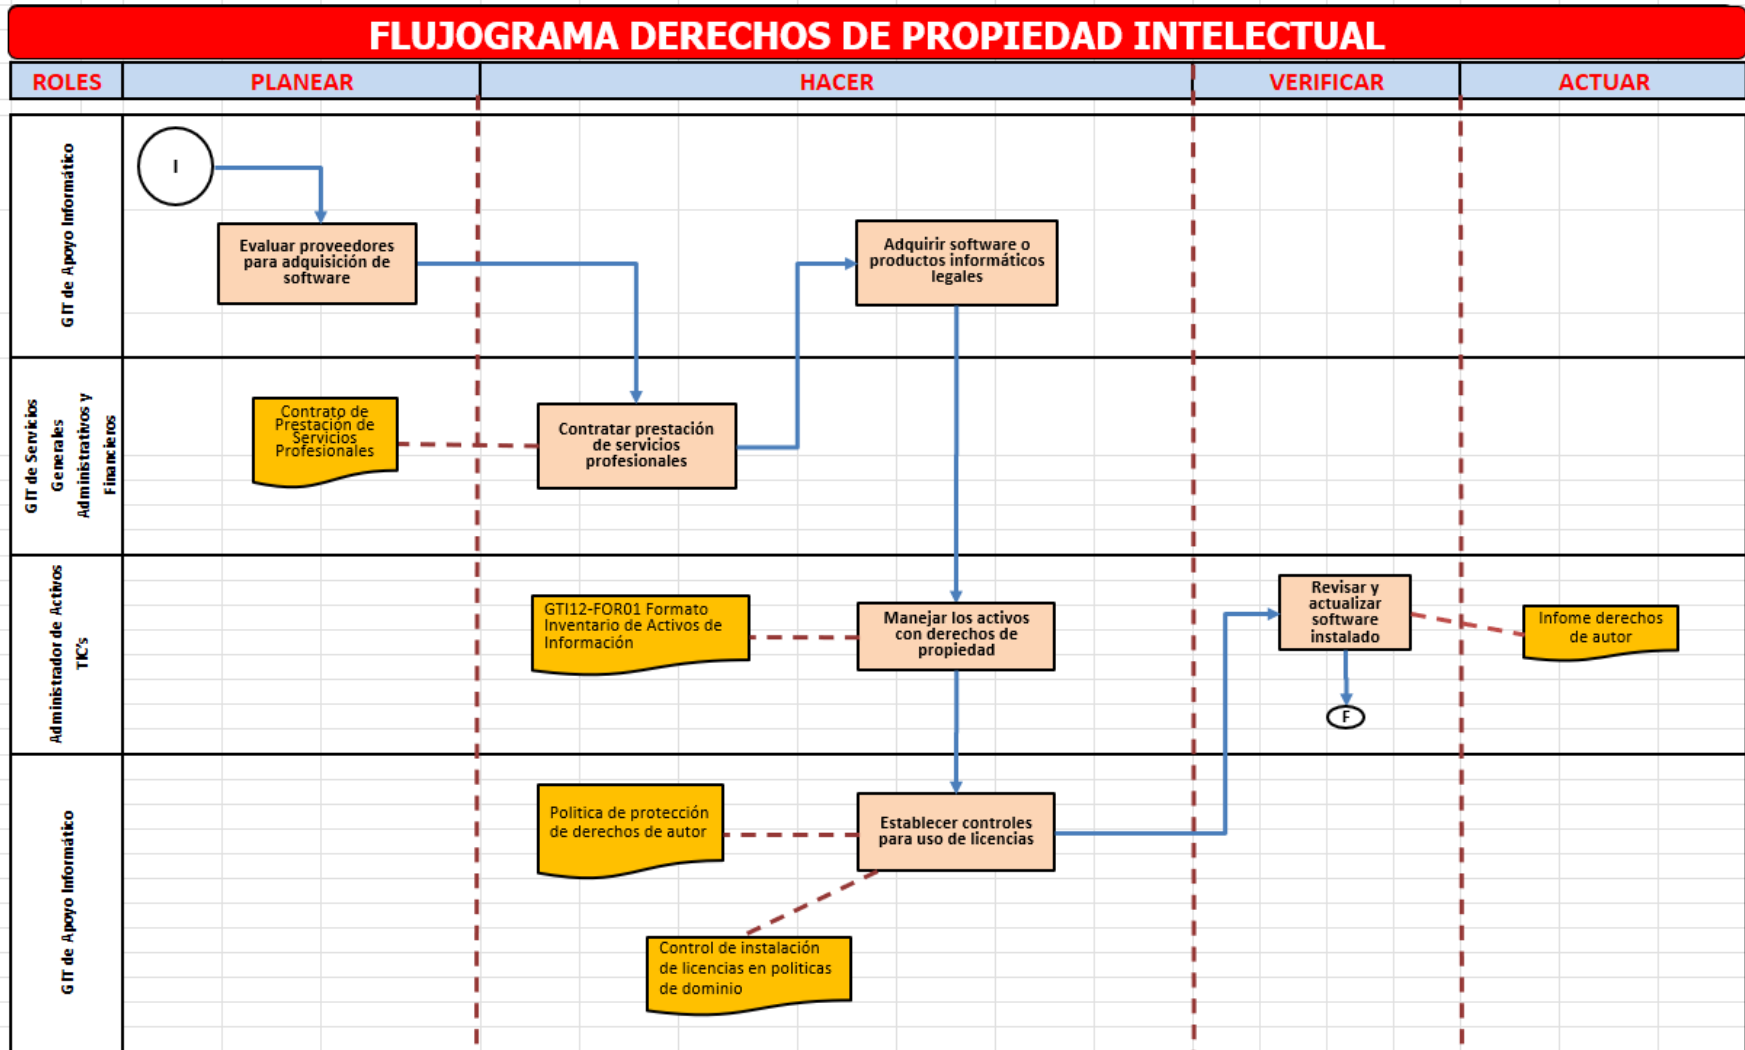 FLUJOGRAMA DERECHOS DE PROPIEDAD INTELECTUAL
ROLES
PLANEAR
HACER
VERIFICAR
ACTUAR
GIT de Apoyo Informático
I
Evaluar proveedores
para adquisición de
software
Adquirir software o
productos informáticos
legales
GIT de Servicios
Generales
Administrativos y
Financieros
Contrato de
Prestación de
Servicios
Profesionales
Contratar prestación
de servicios
profesionales
Administrador de Activos
TIC's
GTI12-FOR01 Formato
Inventario de Activos de
Información
Manejar los activos
con derechos de
propiedad
Revisar y
actualizar
software
instalado
F
Infome derechos
de autor
GIT de Apoyo Informático
Politica de protección
de derechos de autor
Establecer controles
para uso de licencias
Control de instalación
de licencias en politicas
de dominio